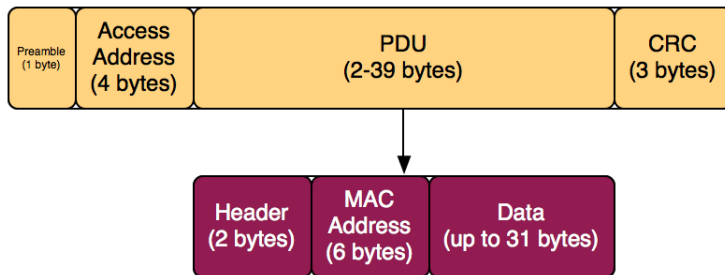 Preamble
(1 byte)
Access
Address
(4 bytes)
PDU
(2-39 bytes)
CRC
(3 bytes)
Header
(2 bytes)
MAC
Address
(6 bytes)
Data
(up to 31 bytes)